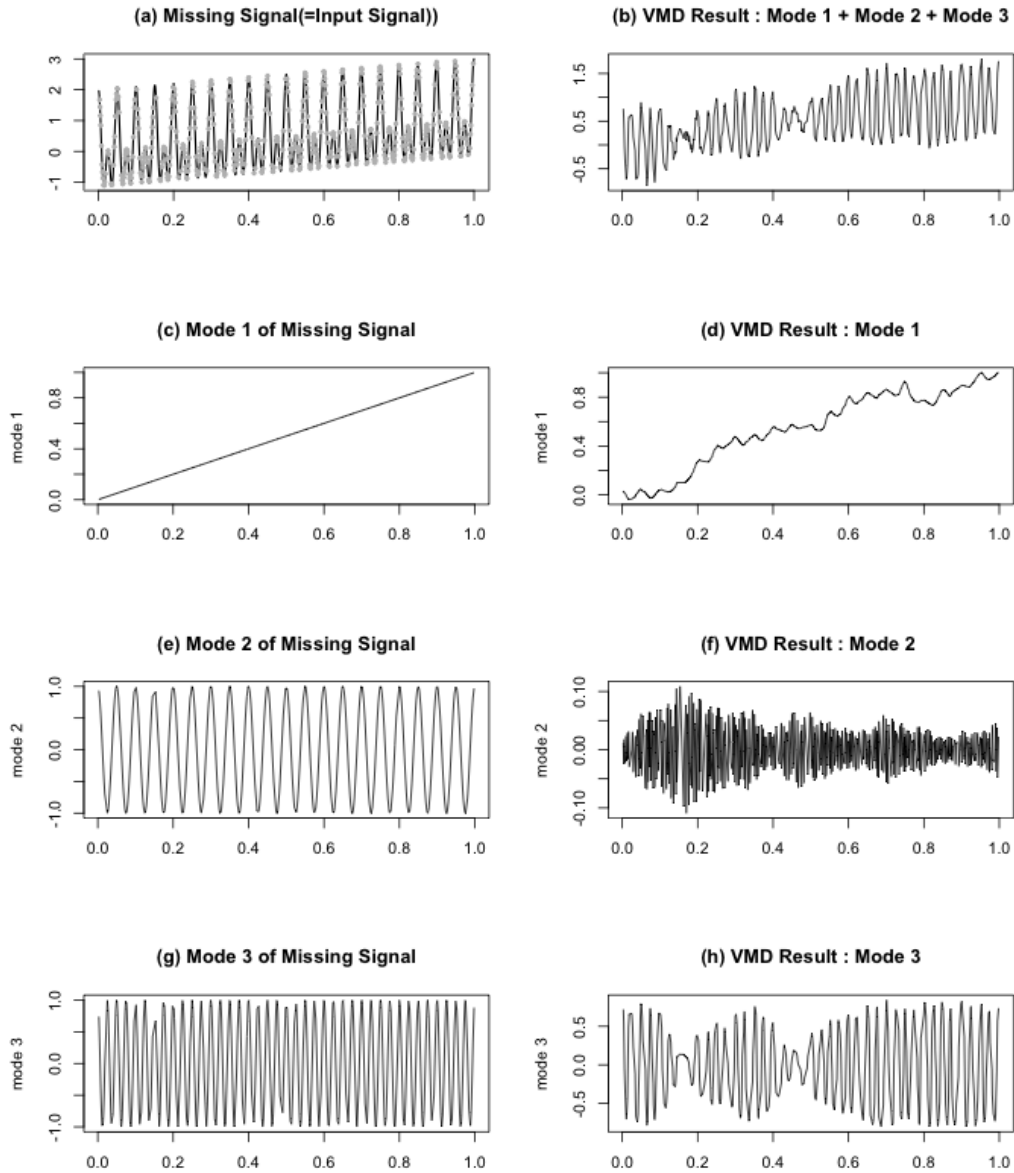 (a) Missing Signal(=Input Signal))
3
2
1
0
-1
0.0 0.2 0.4 0.6 0.8 1.0
(b) VMD Result : Mode 1 + Mode 2 + Mode 3
1.5
0.5
-0.5
0.0 0.2 0.4 0.6 0.8 1.0
(c) Mode 1 of Missing Signal
mode 1
0.8
0.4
0.0
0.0 0.2 0.4 0.6 0.8 1.0
(d) VMD Result : Mode 1
mode 1
0.8
0.4
0.0
0.0 0.2 0.4 0.6 0.8 1.0
(e) Mode 2 of Missing Signal
mode 2
1.0
0.0
-1.0
0.0 0.2 0.4 0.6 0.8 1.0
(f) VMD Result : Mode 2
mode 2
0.10
0.00
-0.10
0.0 0.2 0.4 0.6 0.8 1.0
(g) Mode 3 of Missing Signal
mode 3
1.0
0.0
-1.0
0.0 0.2 0.4 0.6 0.8 1.0
(h) VMD Result : Mode 3
mode 3
0.5
-0.5
0.0 0.2 0.4 0.6 0.8 1.0